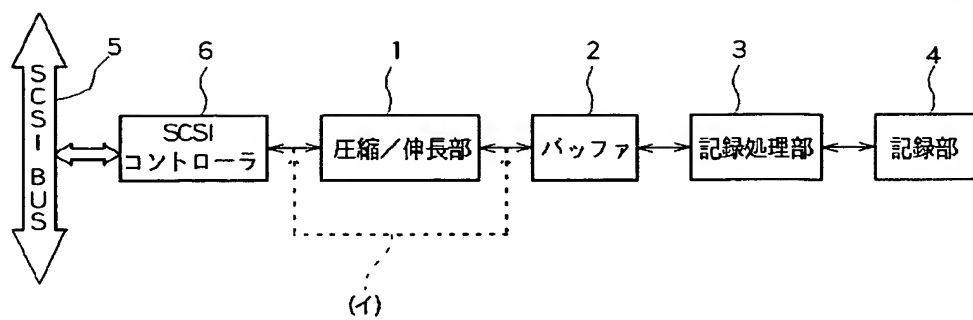 5
6
1
2
3
4
SCSI BUS
SCSI
コントローラ
圧縮/伸長部
バッファ
記録処理部
記録部
(イ)